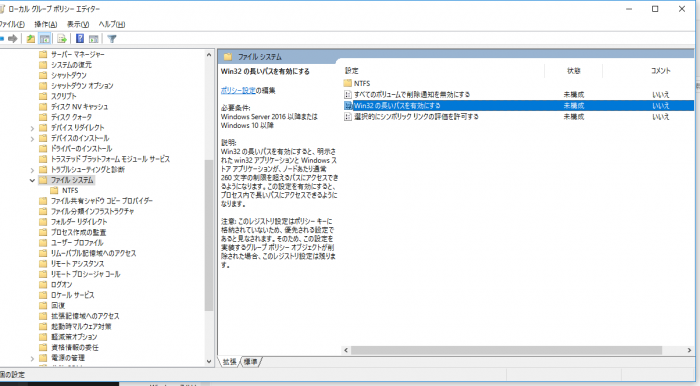 ローカル グループ ポリシー エディター
ファイル(F) 操作(A) 表示(V) ヘルプ(H)
サーバー マネージャー
システムの復元
シャットダウン
シャットダウン オプション
スクリプト
ディスク NV キャッシュ
ディスク クォータ
デバイス リダイレクト
デバイスのインストール
ドライバーのインストール
トラステッド プラットフォーム モジュール サービス
トラブルシューティングと診断
ファイル システム
NTFS
ファイル共有シャドウ コピー プロバイダー
ファイル分類インフラストラクチャ
フォルダー リダイレクト
プロセス作成の監査
ユーザー プロファイル
リムーバブル記憶域へのアクセス
リモート アシスタンス
リモート プロシージャ コール
ログオン
ロケール サービス
回復
拡張記憶域へのアクセス
起動時マルウェア対策
軽減策オプション
資格情報の委任
電源の管理
ファイル システム
Win32 の長いパスを有効にする
ポリシー設定の編集
必要条件:
Windows Server 2016 以降または
Windows 10 以降
説明:
Win32 の長いパスを有効にすると、明示さ
れた win32 アプリケーションと Windows ス
トア アプリケーションが、ノードあたり通常
260 文字の制限を超えるパスにアクセスでき
るようになります。この設定を有効にすると、
プロセス内で長いパスにアクセスできるように
なります。
注意: このレジストリ設定はポリシー キーに
格納されていないため、優先される設定で
あると見なされます。そのため、この設定を
実装するグループ ポリシー オブジェクトが削
除された場合、このレジストリ設定は残りま
す。
設定 状態 コメント
NTFS
すべてのボリュームで削除通知を無効にする 未構成 いいえ
Win32 の長いパスを有効にする 未構成 いいえ
選択的にシンボリック リンクの評価を許可する 未構成 いいえ
拡張 標準
個の設定